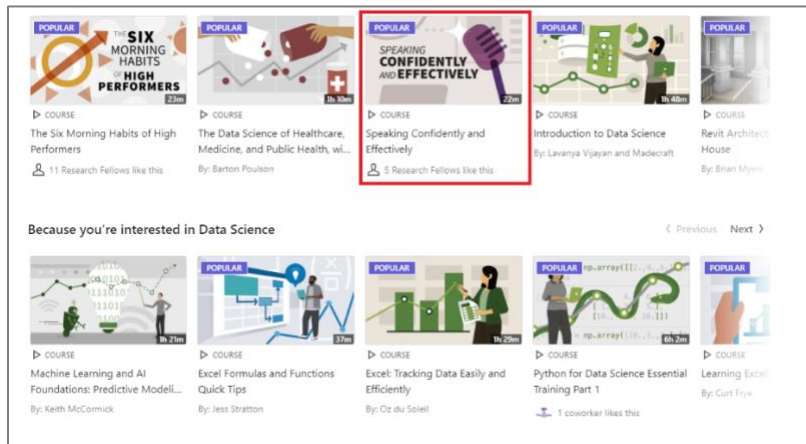 POPULAR
THE SIX
MORNING
HABITS
OF HIGH
PERFORMERS
23m
COURSE
The Six Morning Habits of High
Performers
11 Research Fellows like this
POPULAR
1h 10m
COURSE
The Data Science of Healthcare,
Medicine, and Public Health, wi...
By: Barton Poulson
POPULAR
SPEAKING
CONFIDENTLY
AND EFFECTIVELY
22m
COURSE
Speaking Confidently and
Effectively
5 Research Fellows like this
POPULAR
1h 48m
COURSE
Introduction to Data Science
By: Lavanya Vijayan and Madecraft
POPULAR
COURSE
Revit Architect
House
By: Brian Myers
Because you're interested in Data Science
Previous Next
1h 21m
COURSE
Machine Learning and AI
Foundations: Predictive Modeli...
By: Keith McCormick
POPULAR
37m
COURSE
Excel Formulas and Functions
Quick Tips
By: Jess Stratton
POPULAR
1h 29m
COURSE
Excel: Tracking Data Easily and
Efficiently
By: Oz du Soleil
POPULAR
np.array([[
np.array([[
6h 2m
COURSE
Python for Data Science Essential
Training Part 1
1 coworker likes this
POPULAR
COURSE
Learning Excel
By: Curt Frye